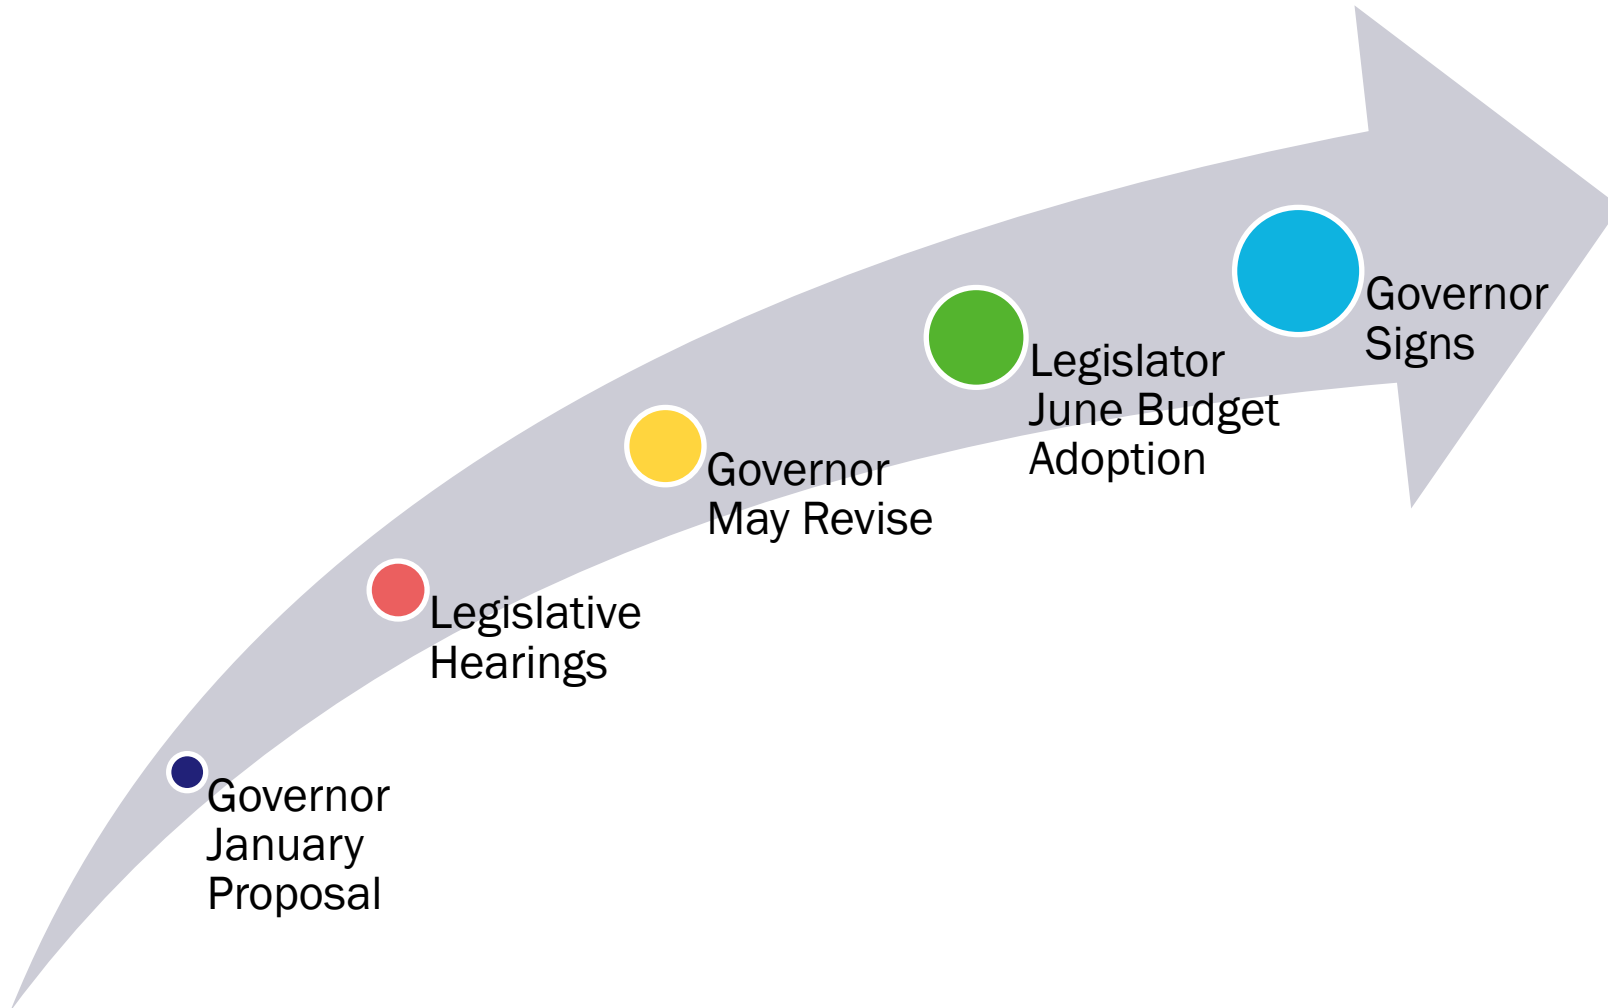 Governor
January
Proposal
Legislative
Hearings
Governor
May Revise
Legislator
June Budget
Adoption
Governor
Signs